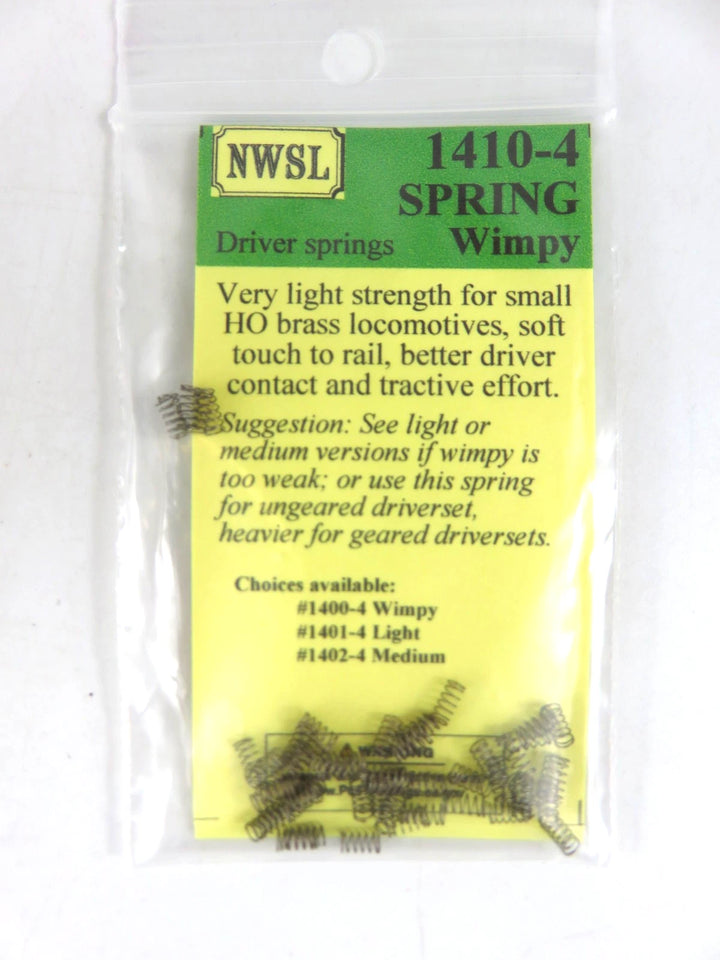 NWSL
1410-4
SPRING
Driver springs
Wimpy
Very light strength for small
HO brass locomotives, soft
touch to rail, better driver
contact and tractive effort.
Suggestion: See light or
medium versions if wimpy is
too weak; or use this spring
for ungeared driverset,
heavier for geared driversets.
Choices available:
#1400-4 Wimpy
#1401-4 Light
#1402-4 Medium
WARNING